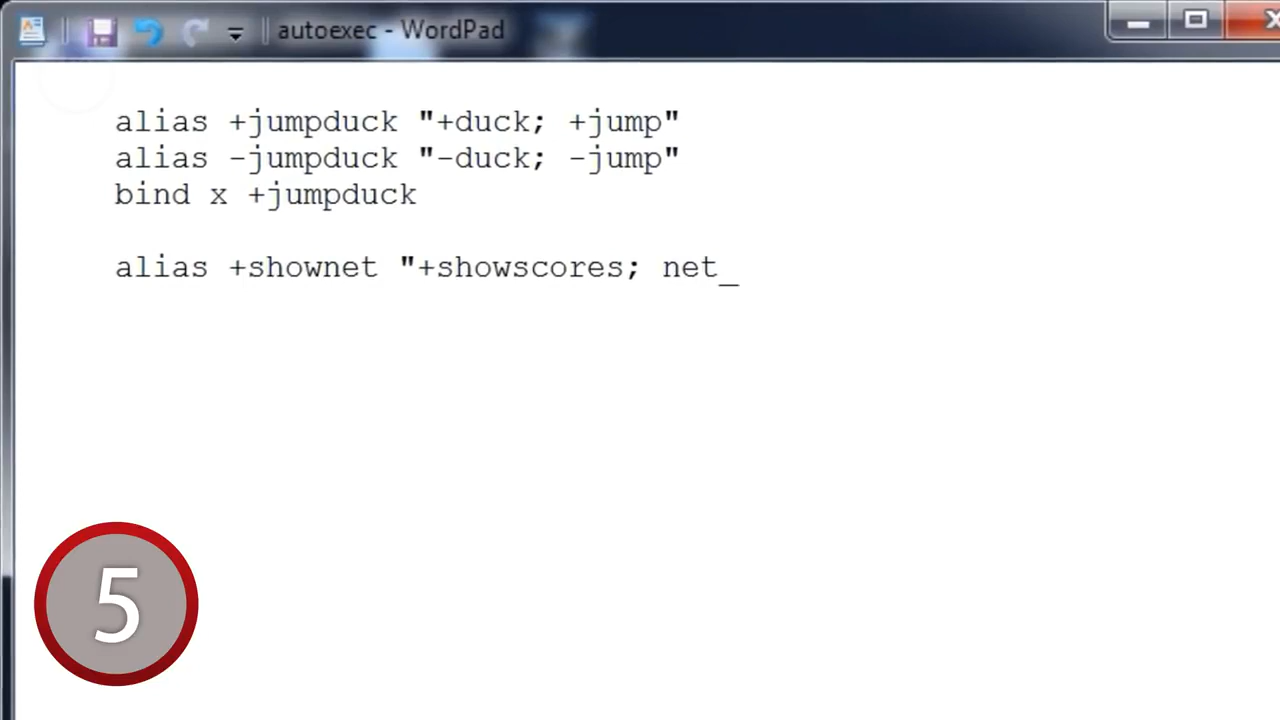 autoexec - WordPad
alias +jumpduck "+duck; +jump"
alias -jumpduck "-duck; -jump"
bind x +jumpduck
alias +shownet "+showscores; net_
5